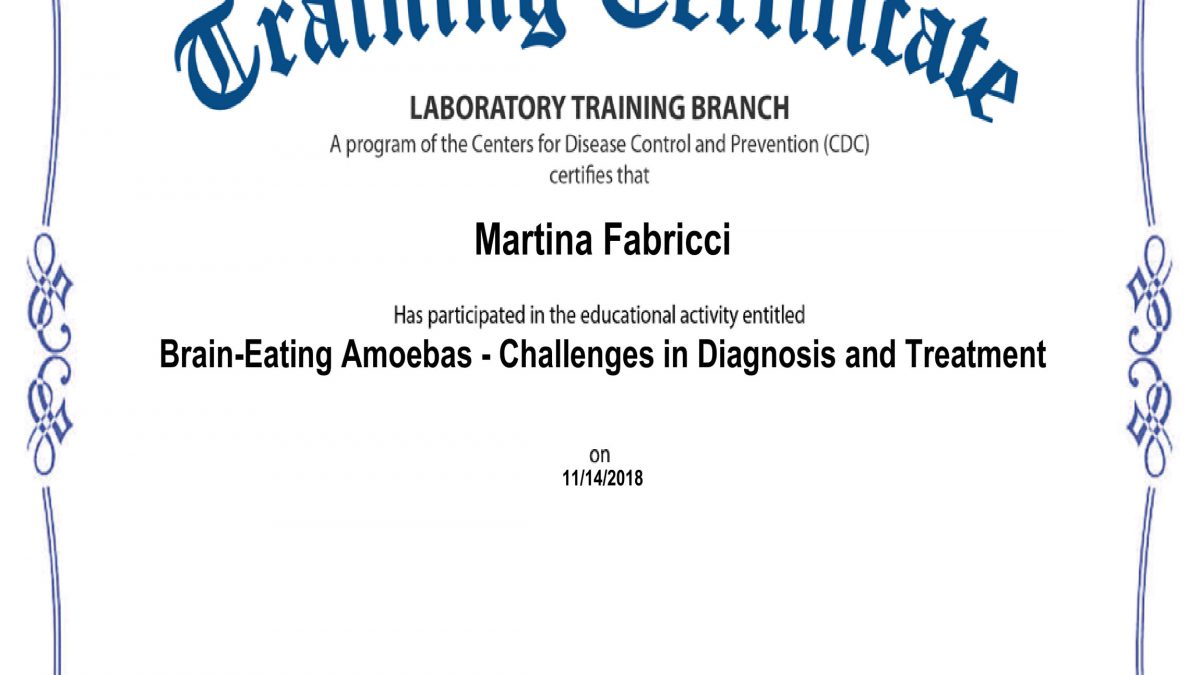 Training Certificate
LABORATORY TRAINING BRANCH
A program of the Centers for Disease Control and Prevention (CDC)
certifies that
Martina Fabricci
Has participated in the educational activity entitled
Brain-Eating Amoebas - Challenges in Diagnosis and Treatment
on
11/14/2018